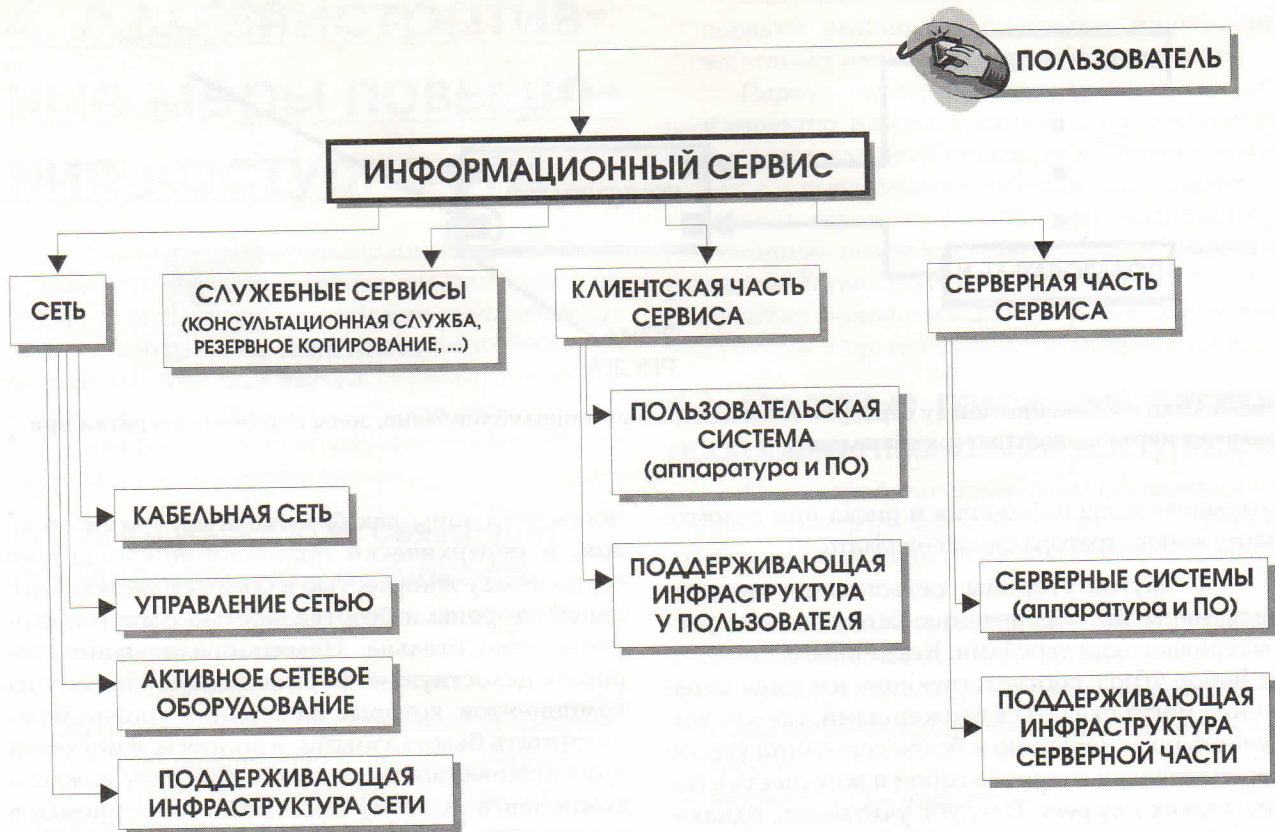 ПОЛЬЗОВАТЕЛЬ
ИНФОРМАЦИОННЫЙ СЕРВИС
СЕТЬ
СЛУЖЕБНЫЕ СЕРВИСЫ
(КОНСУЛЬТАЦИОННАЯ СЛУЖБА,
РЕЗЕРВНОЕ КОПИРОВАНИЕ, ...)
КЛИЕНТСКАЯ ЧАСТЬ
СЕРВИСА
СЕРВЕРНАЯ ЧАСТЬ
СЕРВИСА
КАБЕЛЬНАЯ СЕТЬ
УПРАВЛЕНИЕ СЕТЬЮ
АКТИВНОЕ СЕТЕВОЕ
ОБОРУДОВАНИЕ
ПОДДЕРЖИВАЮЩАЯ
ИНФРАСТРУКТУРА СЕТИ
ПОЛЬЗОВАТЕЛЬСКАЯ
СИСТЕМА
(аппаратура и ПО)
ПОДДЕРЖИВАЮЩАЯ
ИНФРАСТРУКТУРА
У ПОЛЬЗОВАТЕЛЯ
СЕРВЕРНЫЕ СИСТЕМЫ
(аппаратура и ПО)
ПОДДЕРЖИВАЮЩАЯ
ИНФРАСТРУКТУРА
СЕРВЕРНОЙ ЧАСТИ